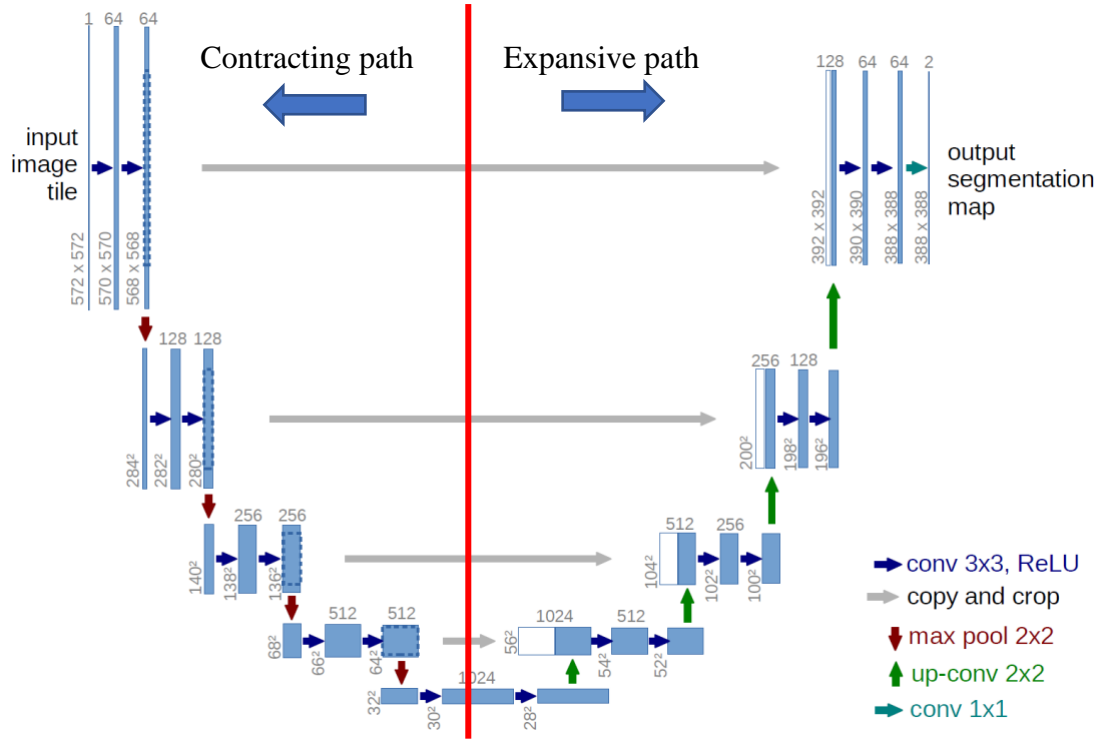 Contracting path
Expansive path
1 64 64
input
image
tile
572 x 572
570 x 570
568 x 568
128 64 64 2
output
segmentation
map
392 x 392
390 x 390
388 x 388
388 x 388
128 128
284²
282²
280²
256 128
200²
198²
196²
256 256
140²
138²
136²
512 256
104²
102²
100²
512 512
68²
66²
64²
1024 512
56²
54²
52²
1024
32²
30²
28²
conv 3x3, ReLU
copy and crop
max pool 2x2
up-conv 2x2
conv 1x1